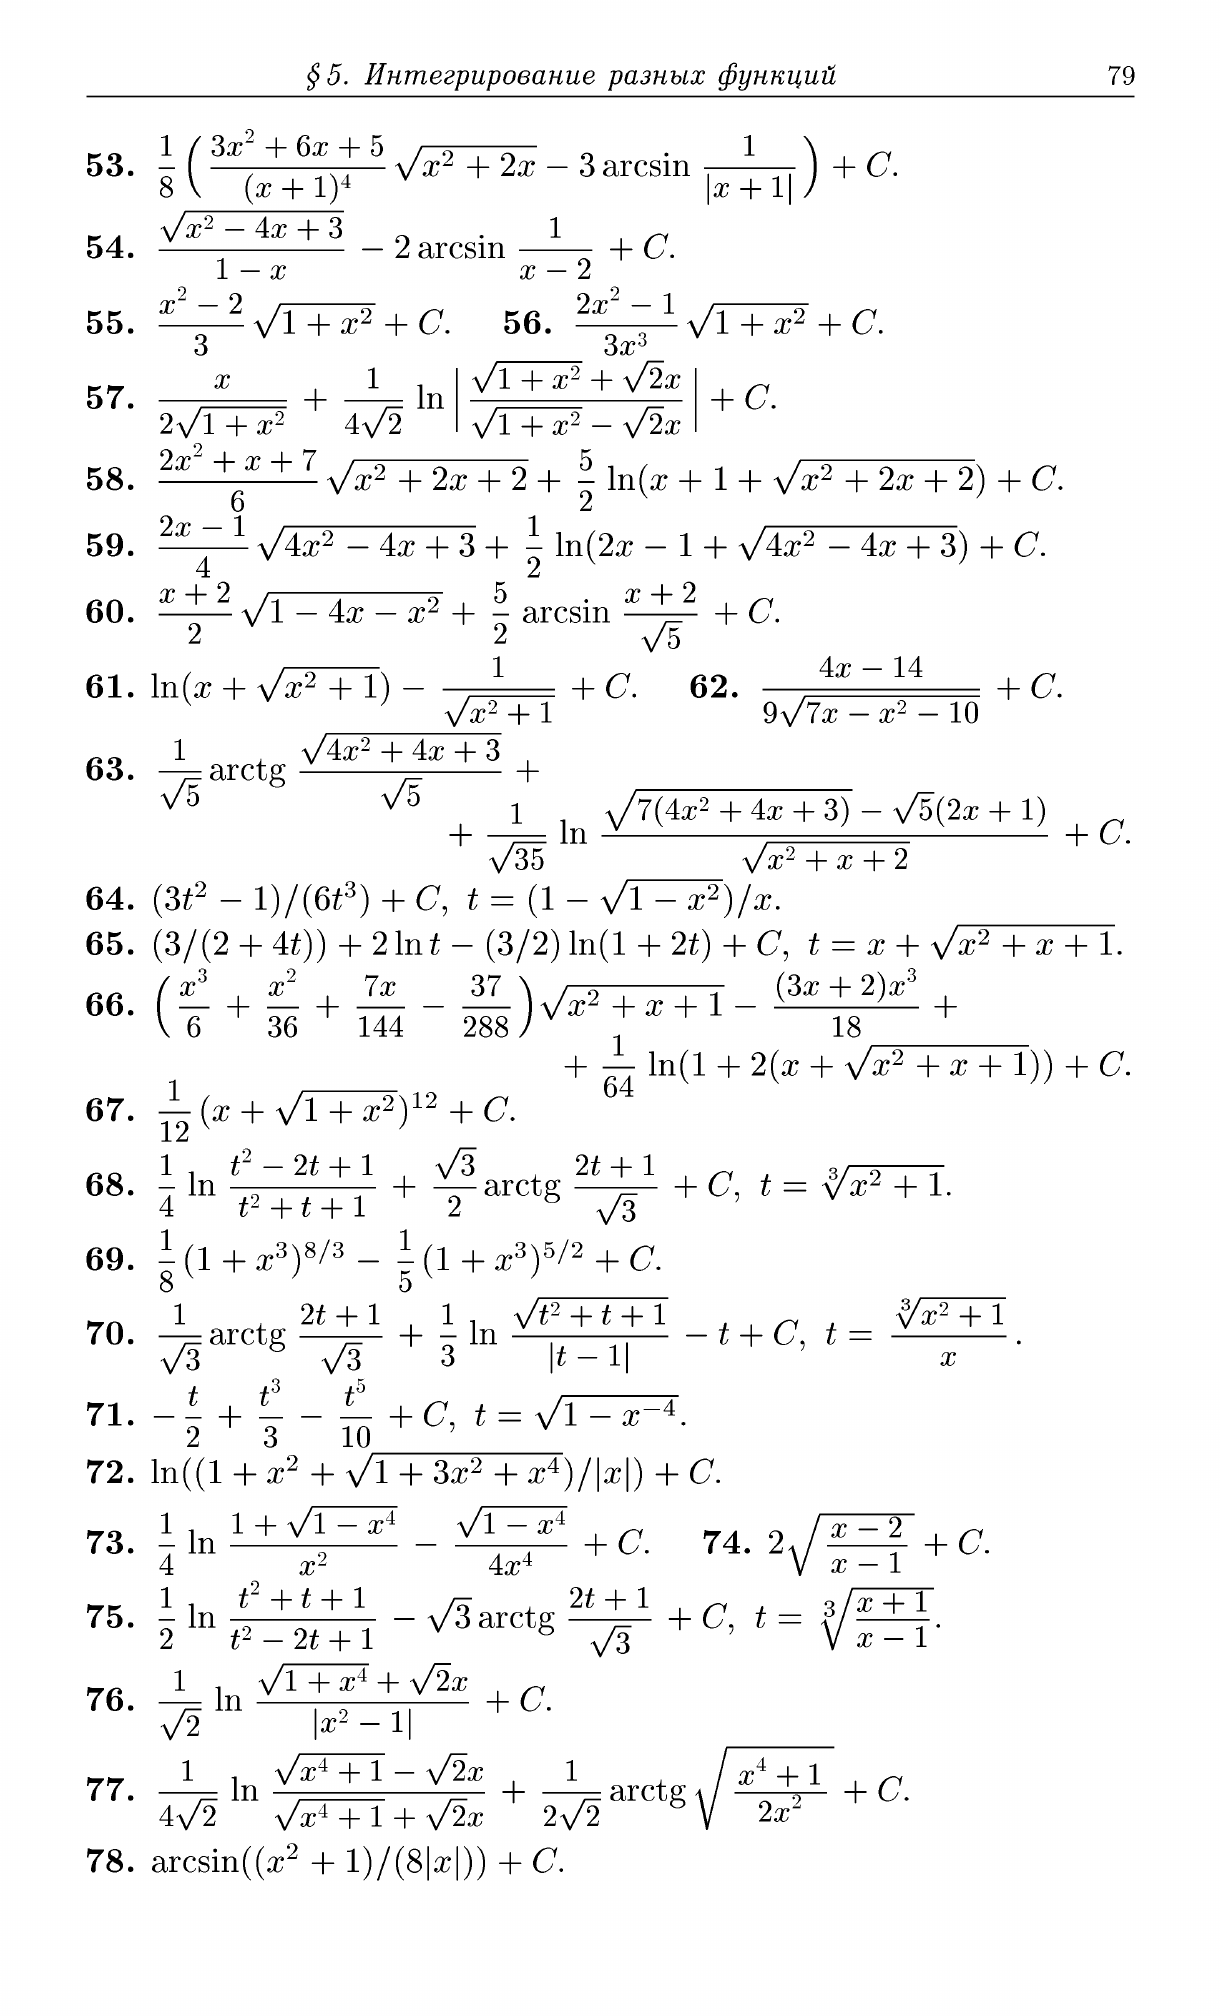 § 5. Интегрирование разных функций 79
53. $\frac{1}{8}\left(\frac{3x^2+6x+5}{(x+1)^4}\sqrt{x^2+2x}-3\arcsin\frac{1}{|x+1|}\right)+C.$
54. $\frac{\sqrt{x^2-4x+3}}{1-x}-2\arcsin\frac{1}{x-2}+C.$
55. $\frac{x^2-2}{3}\sqrt{1+x^2}+C.$ 56. $\frac{2x^2-1}{3x^3}\sqrt{1+x^2}+C.$
57. $\frac{x}{2\sqrt{1+x^2}}+\frac{1}{4\sqrt{2}}\ln\left|\frac{\sqrt{1+x^2}+\sqrt{2}x}{\sqrt{1+x^2}-\sqrt{2}x}\right|+C.$
58. $\frac{2x^2+x+7}{6}\sqrt{x^2+2x+2}+\frac{5}{2}\ln(x+1+\sqrt{x^2+2x+2})+C.$
59. $\frac{2x-1}{4}\sqrt{4x^2-4x+3}+\frac{1}{2}\ln(2x-1+\sqrt{4x^2-4x+3})+C.$
60. $\frac{x+2}{2}\sqrt{1-4x-x^2}+\frac{5}{2}\arcsin\frac{x+2}{\sqrt{5}}+C.$
61. $\ln(x+\sqrt{x^2+1})-\frac{1}{\sqrt{x^2+1}}+C.$ 62. $\frac{4x-14}{9\sqrt{7x-x^2-10}}+C.$
63. $\frac{1}{\sqrt{5}}\operatorname{arctg}\frac{\sqrt{4x^2+4x+3}}{\sqrt{5}}+$
$+\frac{1}{\sqrt{35}}\ln\frac{\sqrt{7(4x^2+4x+3)}-\sqrt{5}(2x+1)}{\sqrt{x^2+x+2}}+C.$
64. $(3t^2-1)/(6t^3)+C,\ t=(1-\sqrt{1-x^2})/x.$
65. $(3/(2+4t))+2\ln t-(3/2)\ln(1+2t)+C,\ t=x+\sqrt{x^2+x+1}.$
66. $\left(\frac{x^3}{6}+\frac{x^2}{36}+\frac{7x}{144}-\frac{37}{288}\right)\sqrt{x^2+x+1}-\frac{(3x+2)x^3}{18}+$
$+\frac{1}{64}\ln(1+2(x+\sqrt{x^2+x+1}))+C.$
67. $\frac{1}{12}(x+\sqrt{1+x^2})^{12}+C.$
68. $\frac{1}{4}\ln\frac{t^2-2t+1}{t^2+t+1}+\frac{\sqrt{3}}{2}\operatorname{arctg}\frac{2t+1}{\sqrt{3}}+C,\ t=\sqrt[3]{x^2+1}.$
69. $\frac{1}{8}(1+x^3)^{8/3}-\frac{1}{5}(1+x^3)^{5/2}+C.$
70. $\frac{1}{\sqrt{3}}\operatorname{arctg}\frac{2t+1}{\sqrt{3}}+\frac{1}{3}\ln\frac{\sqrt{t^2+t+1}}{|t-1|}-t+C,\ t=\frac{\sqrt[3]{x^2+1}}{x}.$
71. $-\frac{t}{2}+\frac{t^3}{3}-\frac{t^5}{10}+C,\ t=\sqrt{1-x^{-4}}.$
72. $\ln((1+x^2+\sqrt{1+3x^2+x^4})/|x|)+C.$
73. $\frac{1}{4}\ln\frac{1+\sqrt{1-x^4}}{x^2}-\frac{\sqrt{1-x^4}}{4x^4}+C.$ 74. $2\sqrt{\frac{x-2}{x-1}}+C.$
75. $\frac{1}{2}\ln\frac{t^2+t+1}{t^2-2t+1}-\sqrt{3}\operatorname{arctg}\frac{2t+1}{\sqrt{3}}+C,\ t=\sqrt[3]{\frac{x+1}{x-1}}.$
76. $\frac{1}{\sqrt{2}}\ln\frac{\sqrt{1+x^4}+\sqrt{2}x}{|x^2-1|}+C.$
77. $\frac{1}{4\sqrt{2}}\ln\frac{\sqrt{x^4+1}-\sqrt{2}x}{\sqrt{x^4+1}+\sqrt{2}x}+\frac{1}{2\sqrt{2}}\operatorname{arctg}\sqrt{\frac{x^4+1}{2x^2}}+C.$
78. $\arcsin((x^2+1)/(8|x|))+C.$